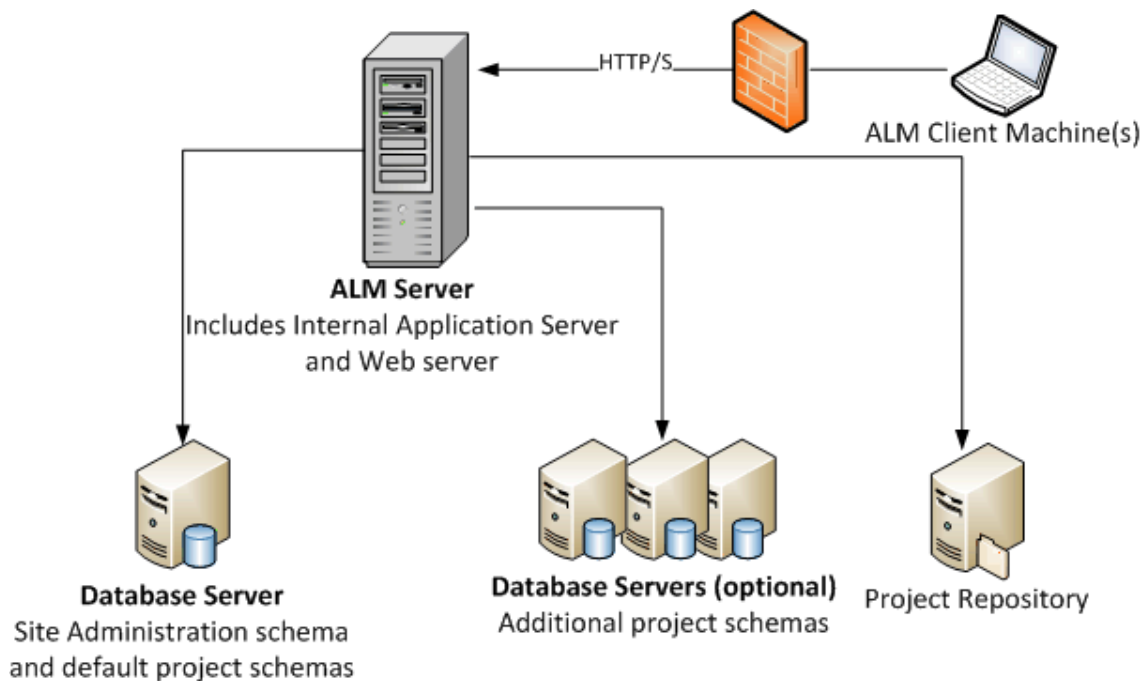 HTTP/S
ALM Client Machine(s)
ALM Server
Includes Internal Application Server
and Web server
Database Server
Site Administration schema
and default project schemas
Database Servers (optional)
Additional project schemas
Project Repository